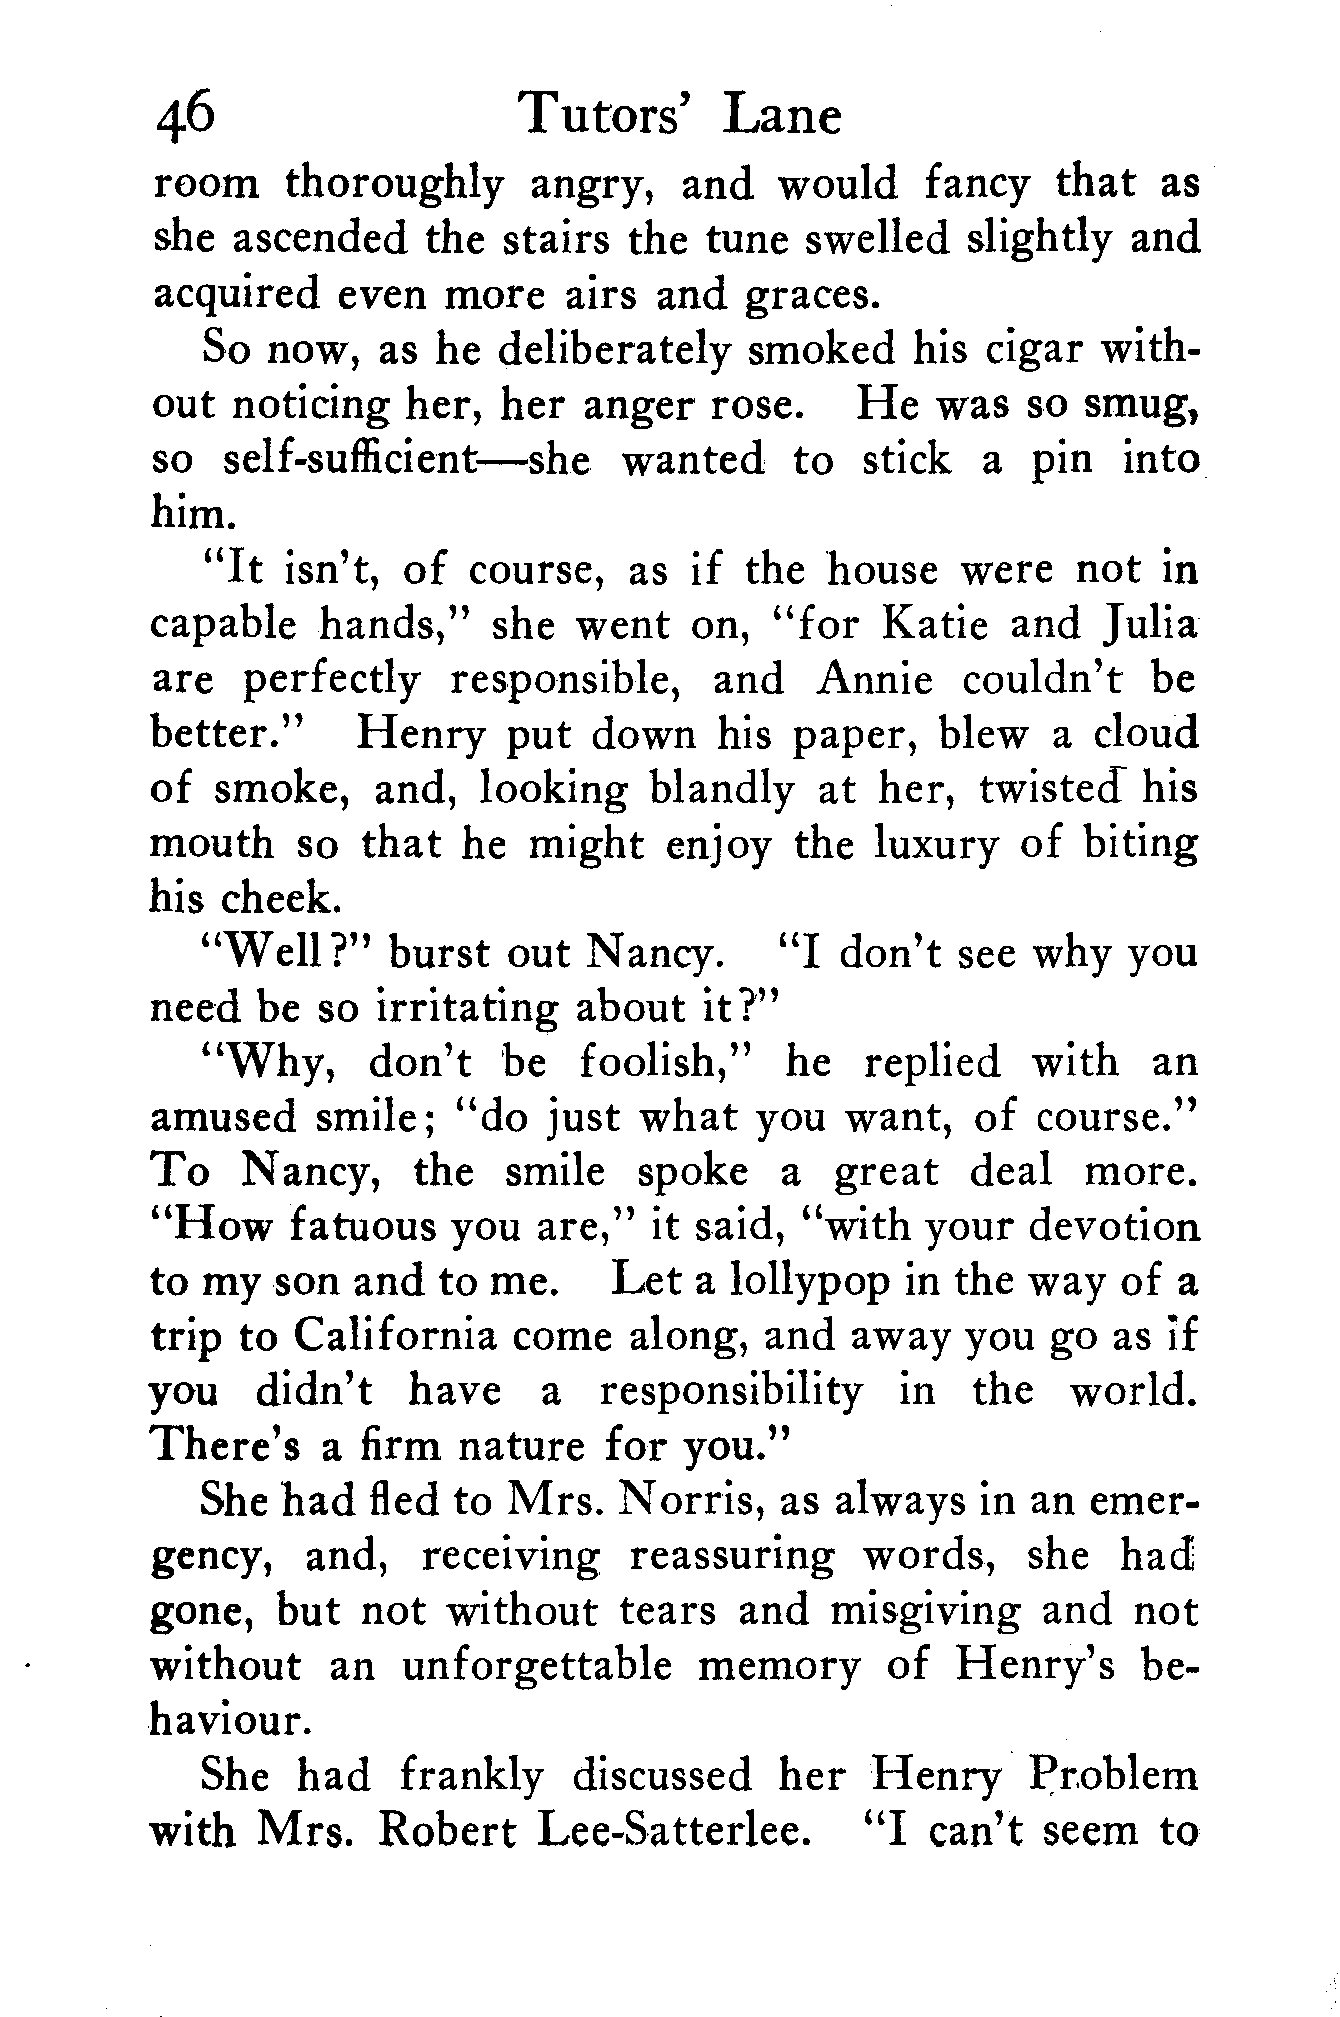 46 Tutors' Lane
room thoroughly angry, and would fancy that as
she ascended the stairs the tune swelled slightly and
acquired even more airs and graces.
So now, as he deliberately smoked his cigar with-
out noticing her, her anger rose. He was so smug,
so self-sufficient—she wanted to stick a pin into
him.
"It isn't, of course, as if the house were not in
capable hands," she went on, "for Katie and Julia
are perfectly responsible, and Annie couldn't be
better." Henry put down his paper, blew a cloud
of smoke, and, looking blandly at her, twisted his
mouth so that he might enjoy the luxury of biting
his cheek.
"Well?" burst out Nancy. "I don't see why you
need be so irritating about it?"
"Why, don't be foolish," he replied with an
amused smile; "do just what you want, of course."
To Nancy, the smile spoke a great deal more.
"How fatuous you are," it said, "with your devotion
to my son and to me. Let a lollypop in the way of a
trip to California come along, and away you go as if
you didn't have a responsibility in the world.
There's a firm nature for you."
She had fled to Mrs. Norris, as always in an emer-
gency, and, receiving reassuring words, she had
gone, but not without tears and misgiving and not
without an unforgettable memory of Henry's be-
haviour.
She had frankly discussed her Henry Problem
with Mrs. Robert Lee-Satterlee. "I can't seem to